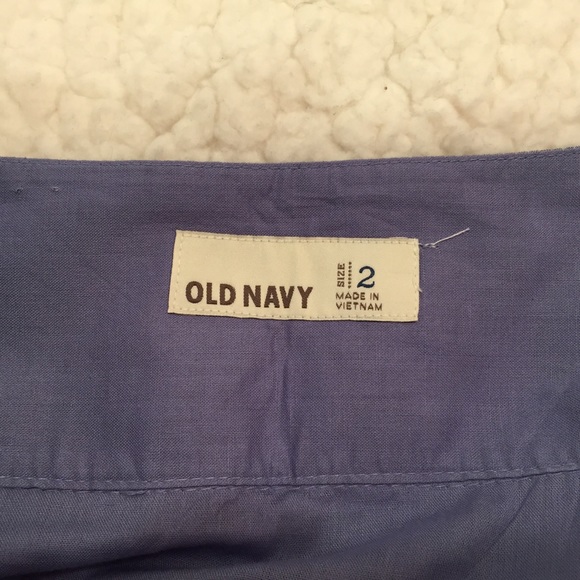 OLD NAVY
SIZE 2
MADE IN
VIETNAM